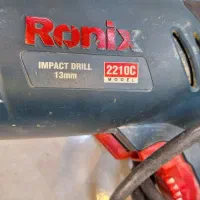 Ronix
IMPACT DRILL 2210C
13mm MODEL